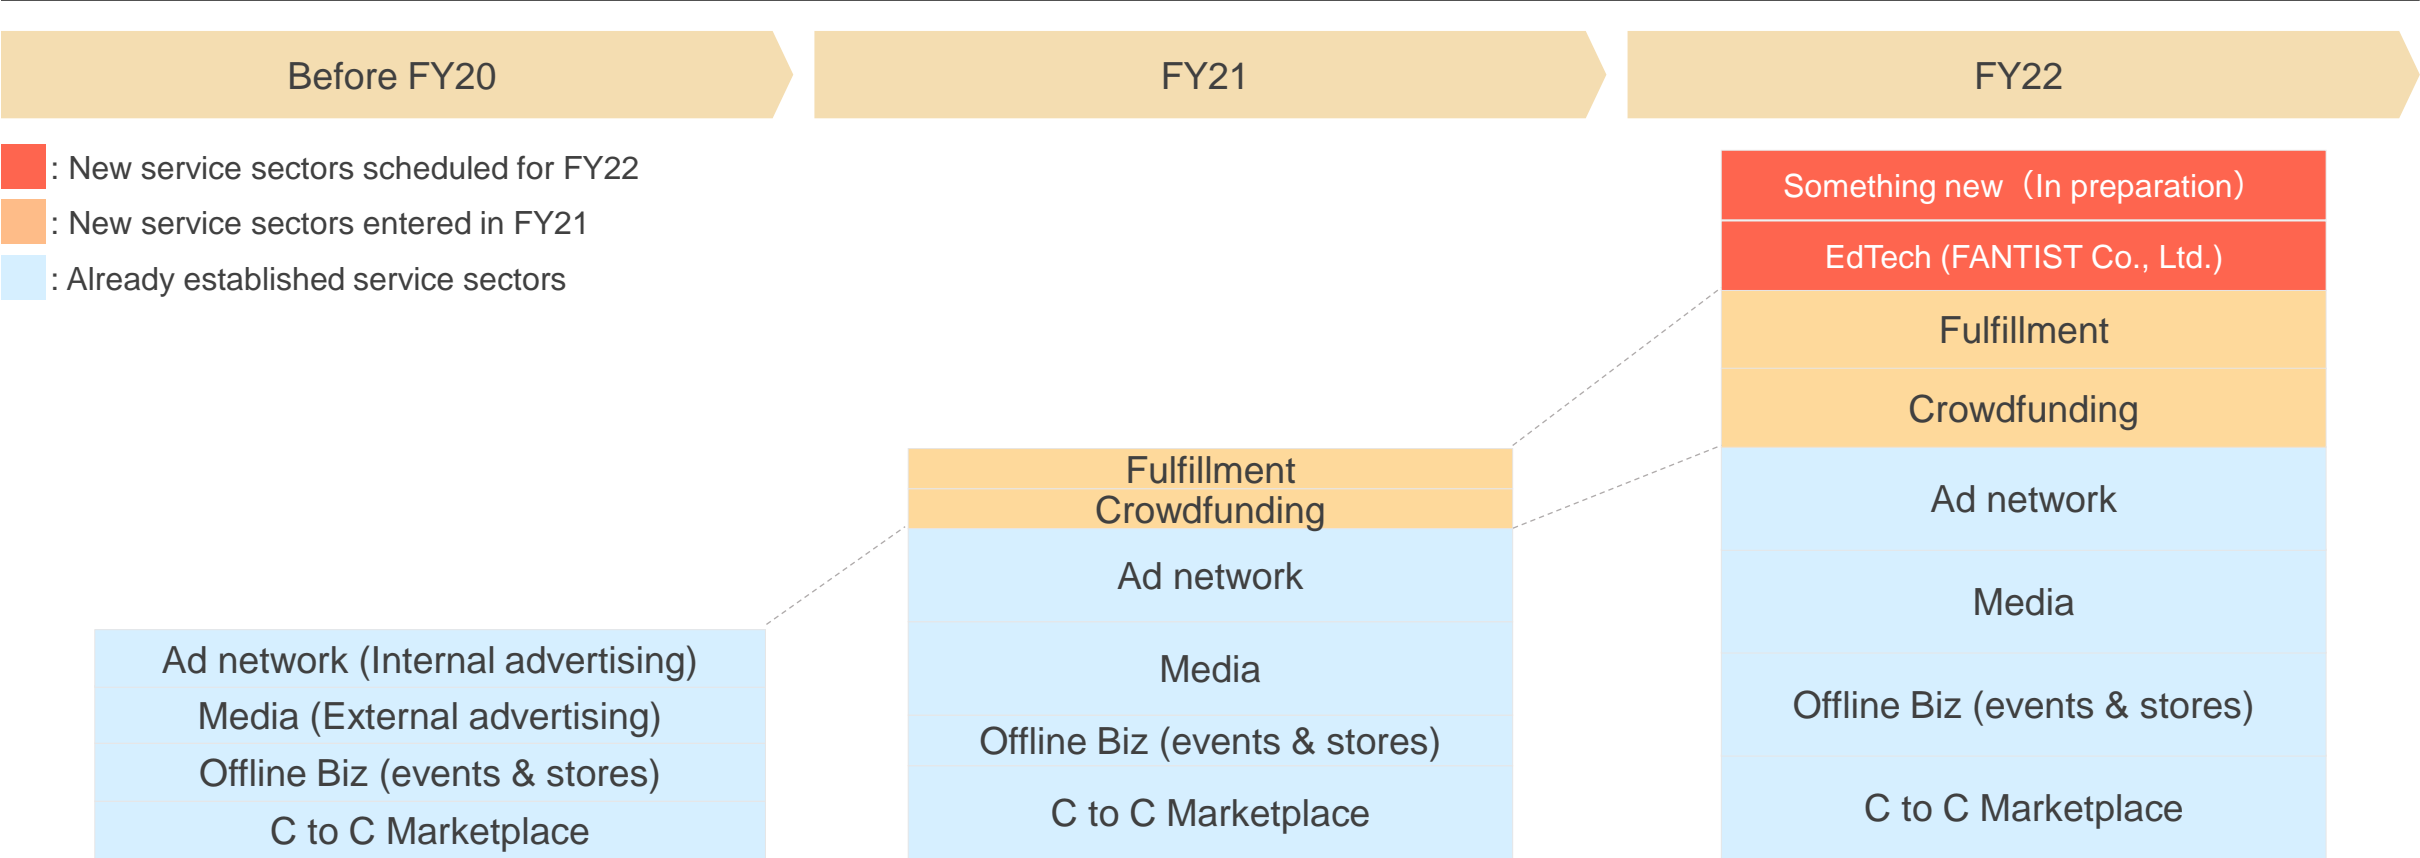 Before FY20
FY21
FY22
: New service sectors scheduled for FY22
: New service sectors entered in FY21
: Already established service sectors
Ad network (Internal advertising)
Media (External advertising)
Offline Biz (events & stores)
C to C Marketplace
Fulfillment
Crowdfunding
Ad network
Media
Offline Biz (events & stores)
C to C Marketplace
Something new（In preparation）
EdTech (FANTIST Co., Ltd.)
Fulfillment
Crowdfunding
Ad network
Media
Offline Biz (events & stores)
C to C Marketplace